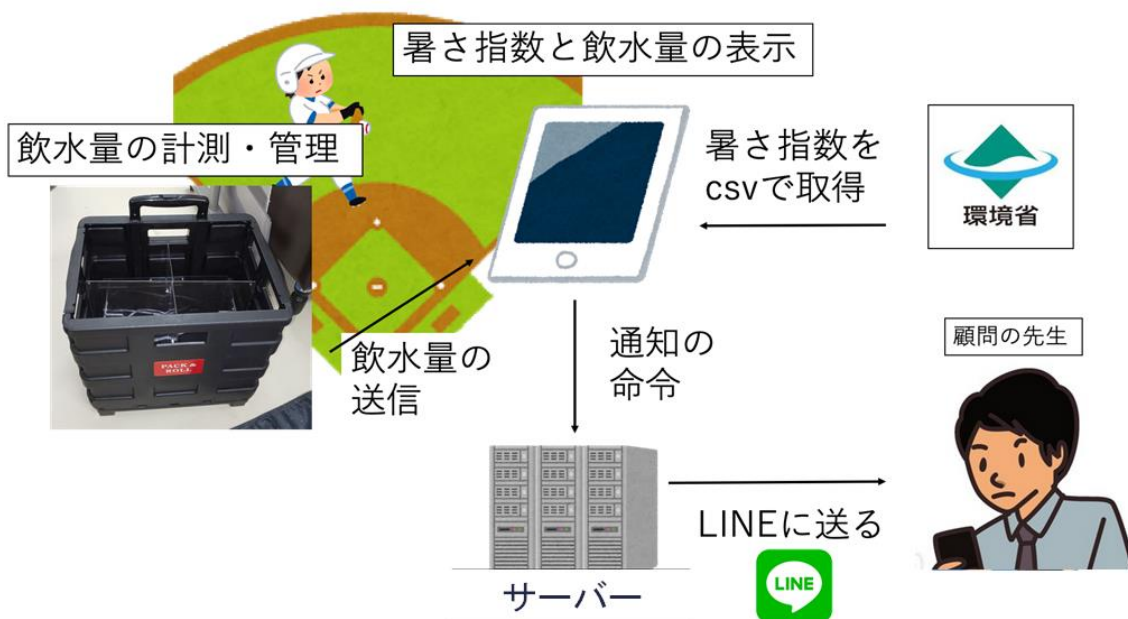 暑さ指数と飲水量の表示
飲水量の計測・管理
暑さ指数を
csvで取得
環境省
PACK &
ROLL
飲水量の
送信
通知の
命令
顧問の先生
LINEに送る
LINE
サーバー